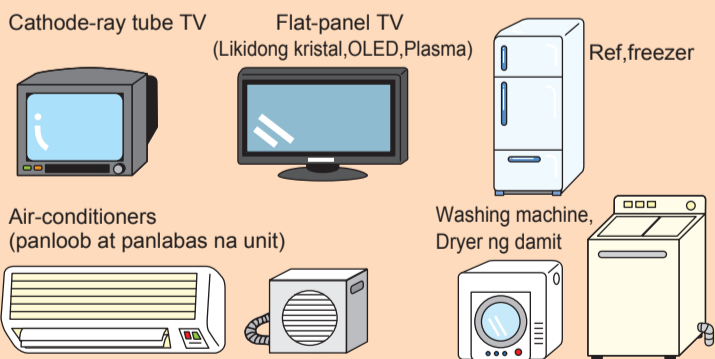 Cathode-ray tube TV
Flat-panel TV
(Likidong kristal,OLED,Plasma)
Ref,freezer
Air-conditioners
(panloob at panlabas na unit)
Washing machine,
Dryer ng damit